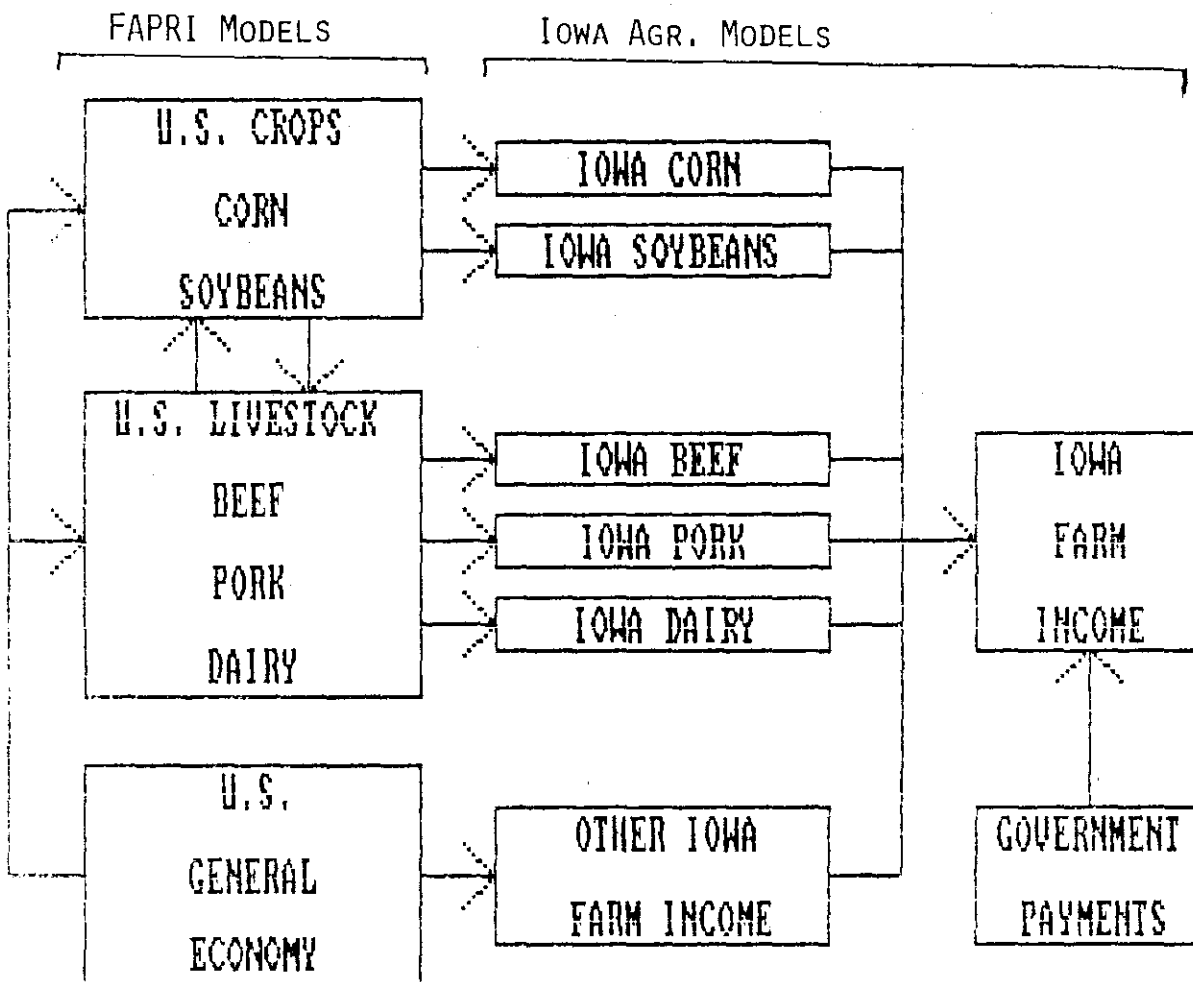 FAPRI MODELS
IOWA AGR. MODELS
U.S. CROPS
CORN
SOYBEANS
U.S. LIVESTOCK
BEEF
PORK
DAIRY
U.S.
GENERAL
ECONOMY
IOWA CORN
IOWA SOYBEANS
IOWA BEEF
IOWA PORK
IOWA DAIRY
OTHER IOWA
FARM INCOME
IOWA
FARM
INCOME
GOVERNMENT
PAYMENTS